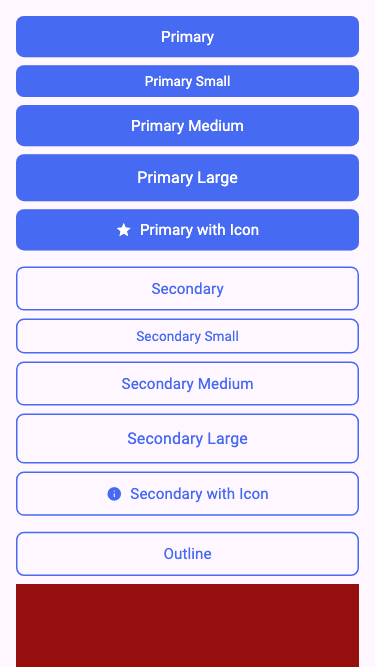 Primary
Primary Small
Primary Medium
Primary Large
Primary with Icon
Secondary
Secondary Small
Secondary Medium
Secondary Large
Secondary with Icon
Outline